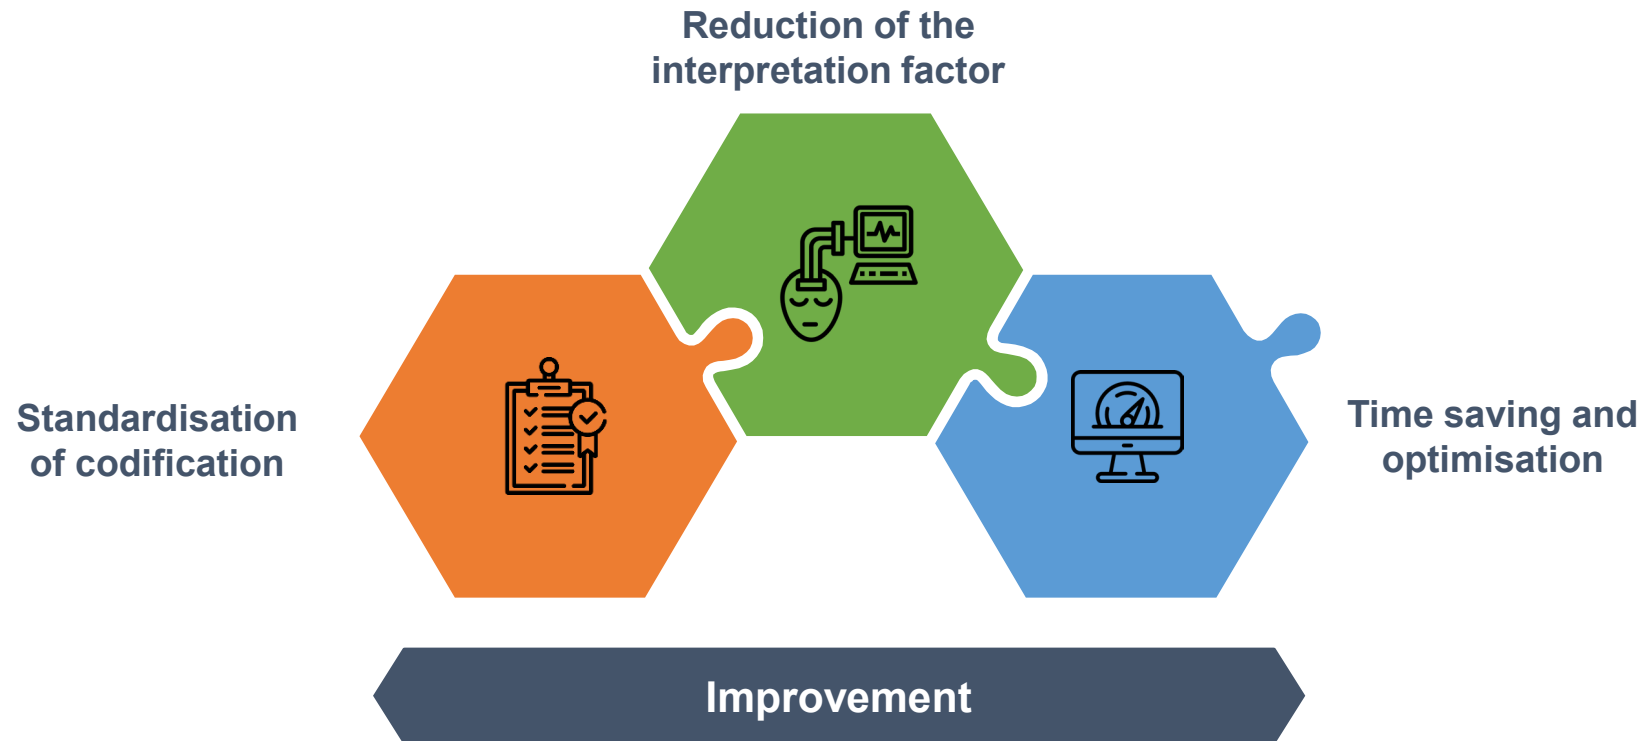 Reduction of the
interpretation factor
Standardisation
of codification
Time saving and
optimisation
Improvement